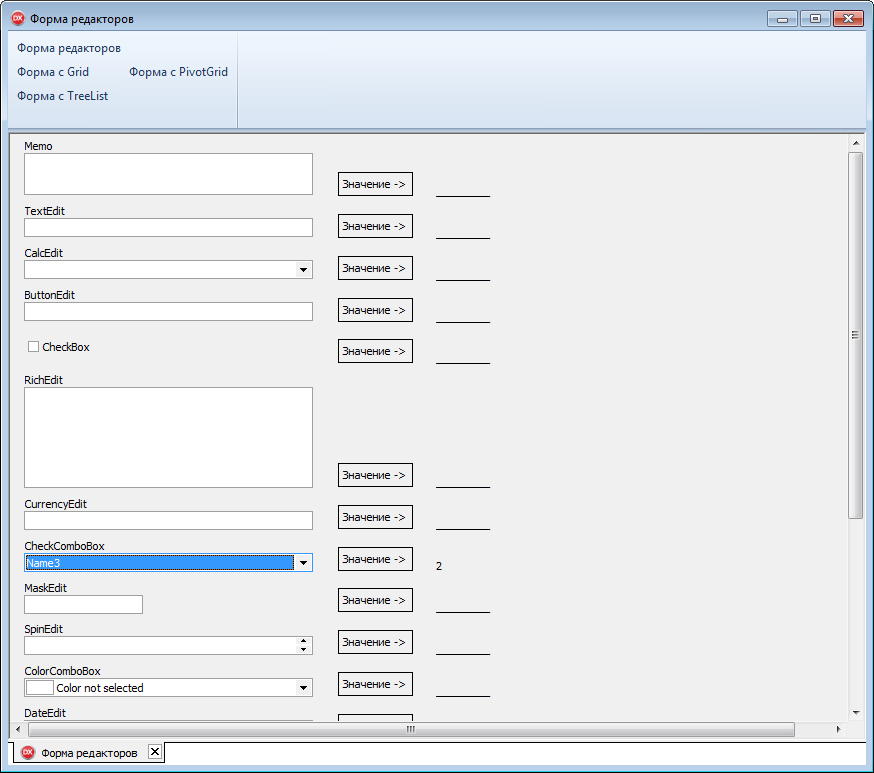 Форма редакторов
Форма редакторов
Форма с Grid Форма с PivotGrid
Форма с TreeList
Memo
Значение ->
TextEdit
Значение ->
CalcEdit
Значение ->
ButtonEdit
Значение ->
CheckBox Значение ->
RichEdit
Значение ->
CurrencyEdit
Значение ->
CheckComboBox
Name3 Значение -> 2
MaskEdit
Значение ->
SpinEdit
Значение ->
ColorComboBox
Color not selected Значение ->
DateEdit
DX Форма редакторов